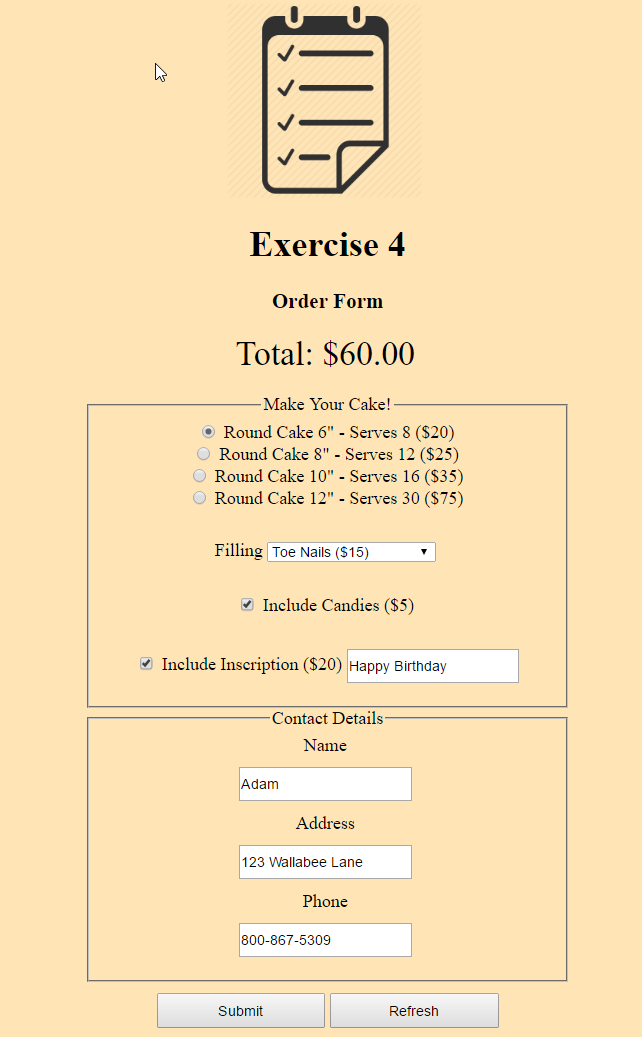 Exercise 4
Order Form
Total: $60.00
Make Your Cake!
Round Cake 6" - Serves 8 ($20)
Round Cake 8" - Serves 12 ($25)
Round Cake 10" - Serves 16 ($35)
Round Cake 12" - Serves 30 ($75)
Filling Toe Nails ($15)
Include Candies ($5)
Include Inscription ($20) Happy Birthday
Contact Details
Name
Adam
Address
123 Wallabee Lane
Phone
800-867-5309
Submit Refresh